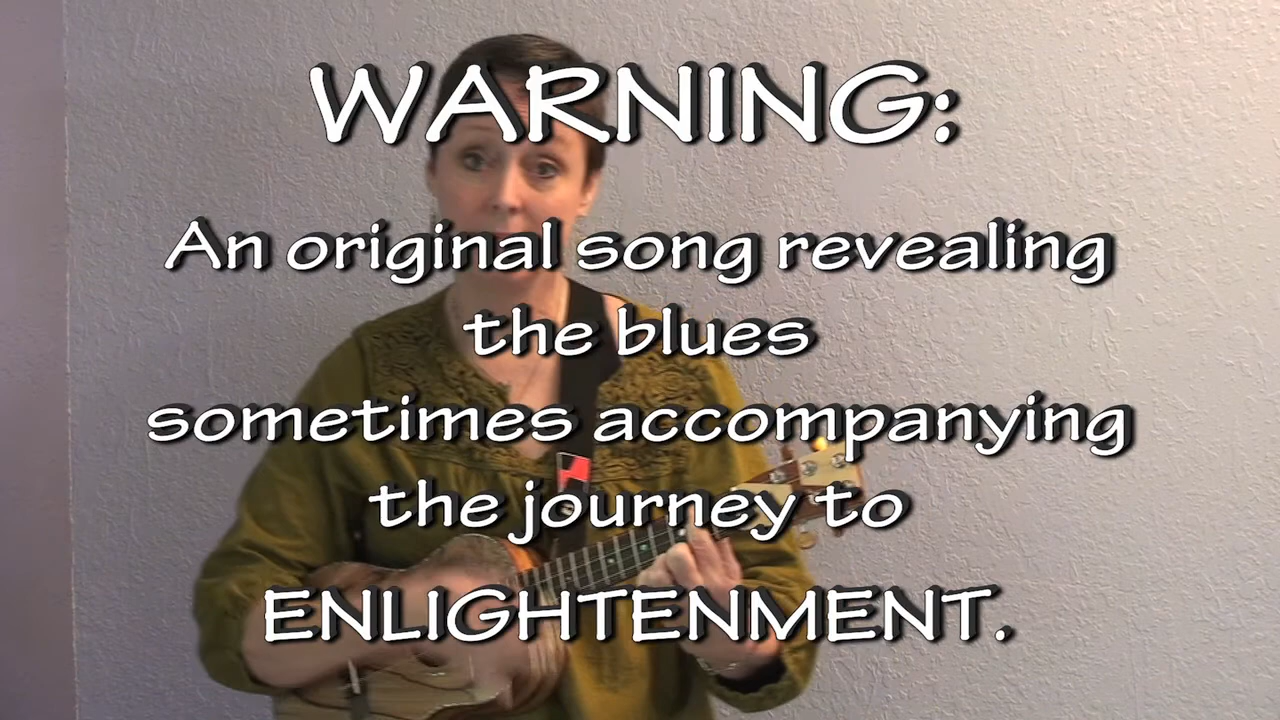 WARNING:
An original song revealing
the blues
sometimes accompanying
the journey to
ENLIGHTENMENT.